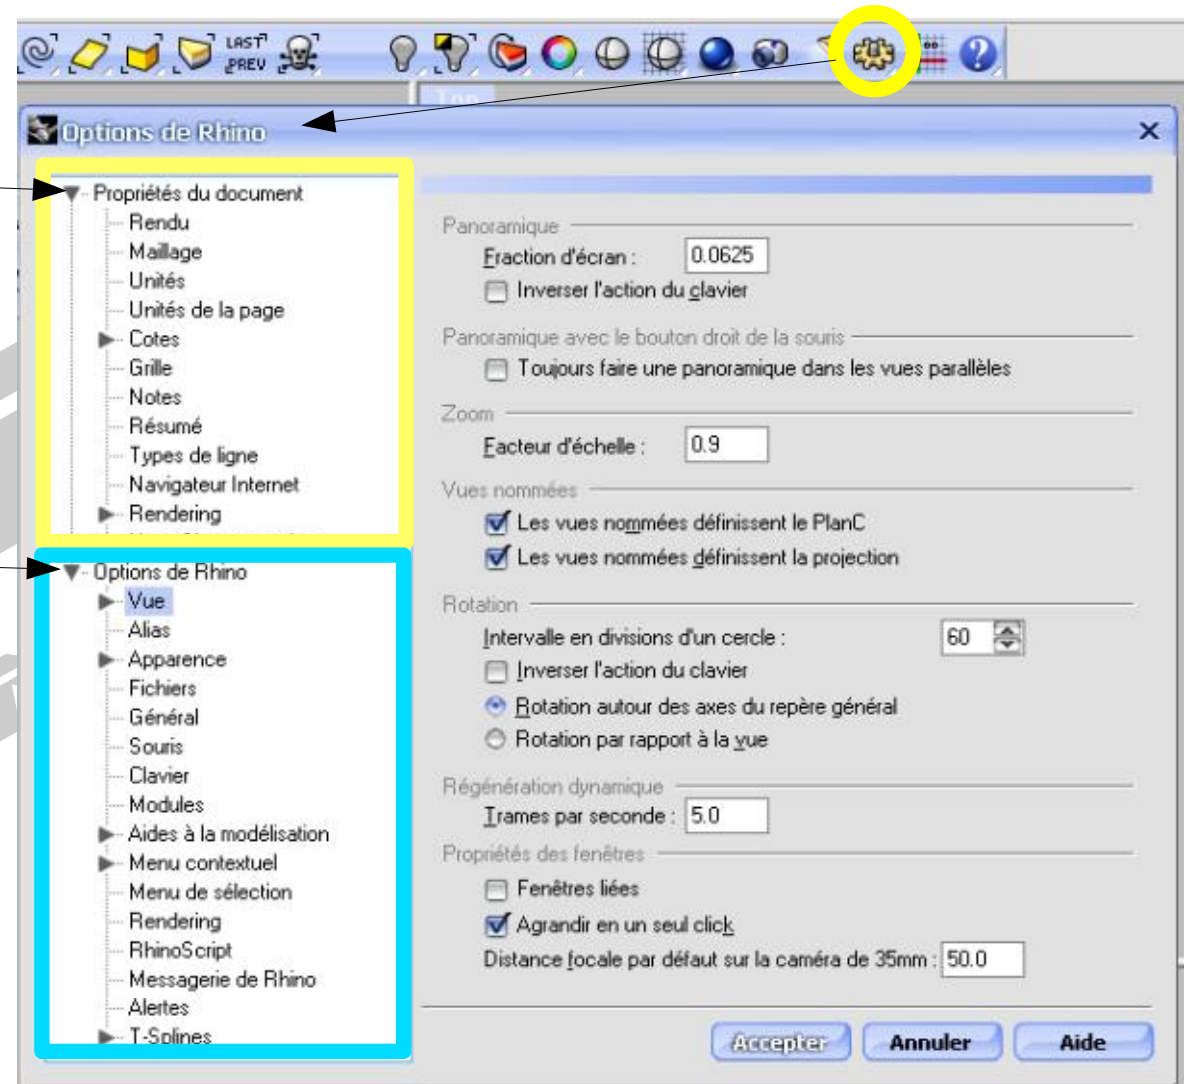 LAST
PREV
Top
Options de Rhino
Propriétés du document
Rendu
Maillage
Unités
Unités de la page
Cotes
Grille
Notes
Résumé
Types de ligne
Navigateur Internet
Rendering
Options de Rhino
Vue
Alias
Apparence
Fichiers
Général
Souris
Clavier
Modules
Aides à la modélisation
Menu contextuel
Menu de sélection
Rendering
RhinoScript
Messagerie de Rhino
Alertes
T-Splines
Panoramique
Fraction d'écran : 0.0625
Inverser l'action du clavier
Panoramique avec le bouton droit de la souris
Toujours faire une panoramique dans les vues parallèles
Zoom
Facteur d'échelle : 0.9
Vues nommées
Les vues nommées définissent le PlanC
Les vues nommées définissent la projection
Rotation
Intervalle en divisions d'un cercle : 60
Inverser l'action du clavier
Rotation autour des axes du repère général
Rotation par rapport à la vue
Régénération dynamique
Trames par seconde : 5.0
Propriétés des fenêtres
Fenêtres liées
Agrandir en un seul click
Distance focale par défaut sur la caméra de 35mm : 50.0
Accepter Annuler Aide